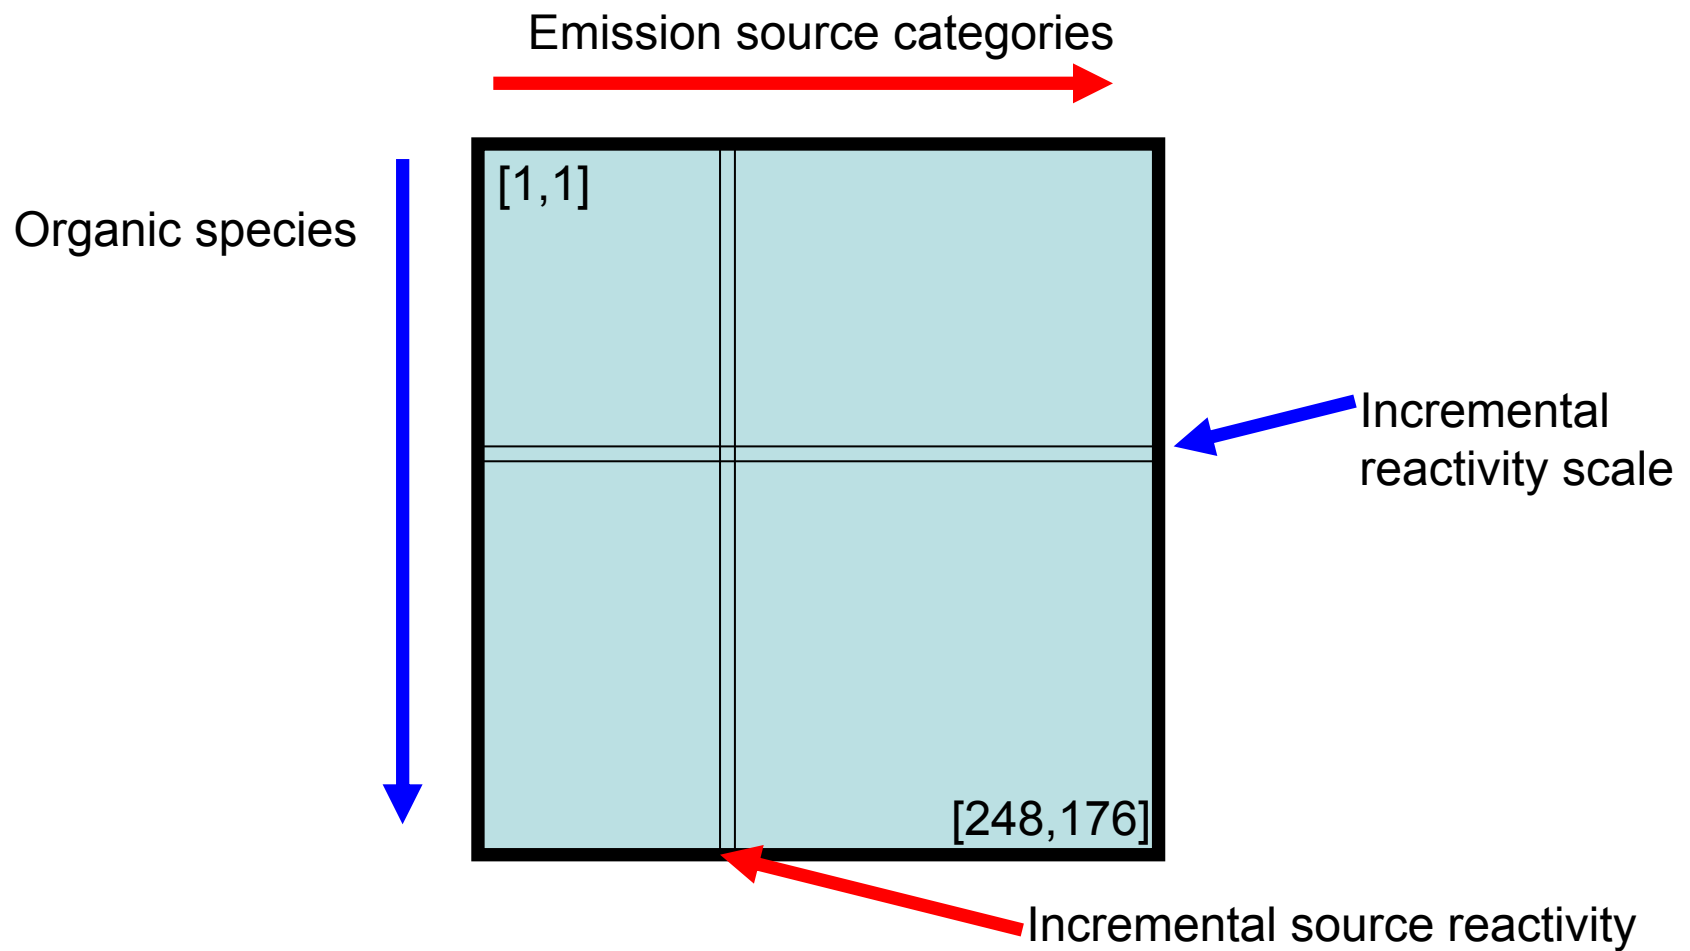 Emission source categories
[1,1]
Organic species
Incremental
reactivity scale
[248,176]
Incremental source reactivity